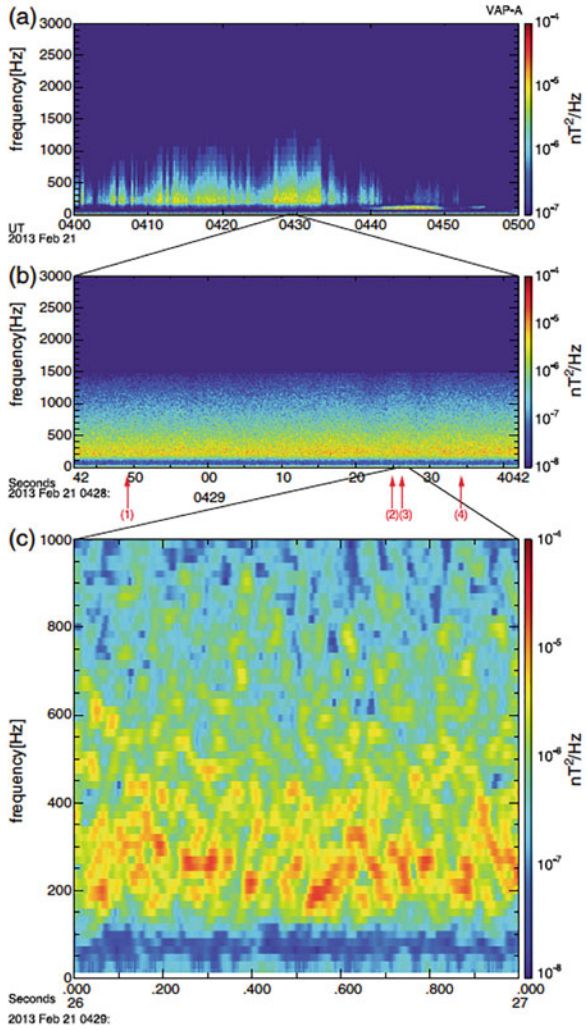 (a)
VAP-A
3000
2500
2000
1500
1000
500
0
frequency[Hz]
10⁻⁴
10⁻⁵
10⁻⁶
10⁻⁷
nT²/Hz
0400 0410 0420 0430 0440 0450 0500
UT
2013 Feb 21
(b)
3000
2500
2000
1500
1000
500
0
frequency[Hz]
10⁻⁴
10⁻⁵
10⁻⁶
10⁻⁷
10⁻⁸
nT²/Hz
42 50 00 10 20 30 4042
Seconds
2013 Feb 21 0428:
0429
(1) (2) (3) (4)
(c)
1000
800
600
400
200
0
frequency[Hz]
10⁻⁴
10⁻⁵
10⁻⁶
10⁻⁷
10⁻⁸
nT²/Hz
.000 .200 .400 .600 .800 .000
Seconds 26 27
2013 Feb 21 0429: